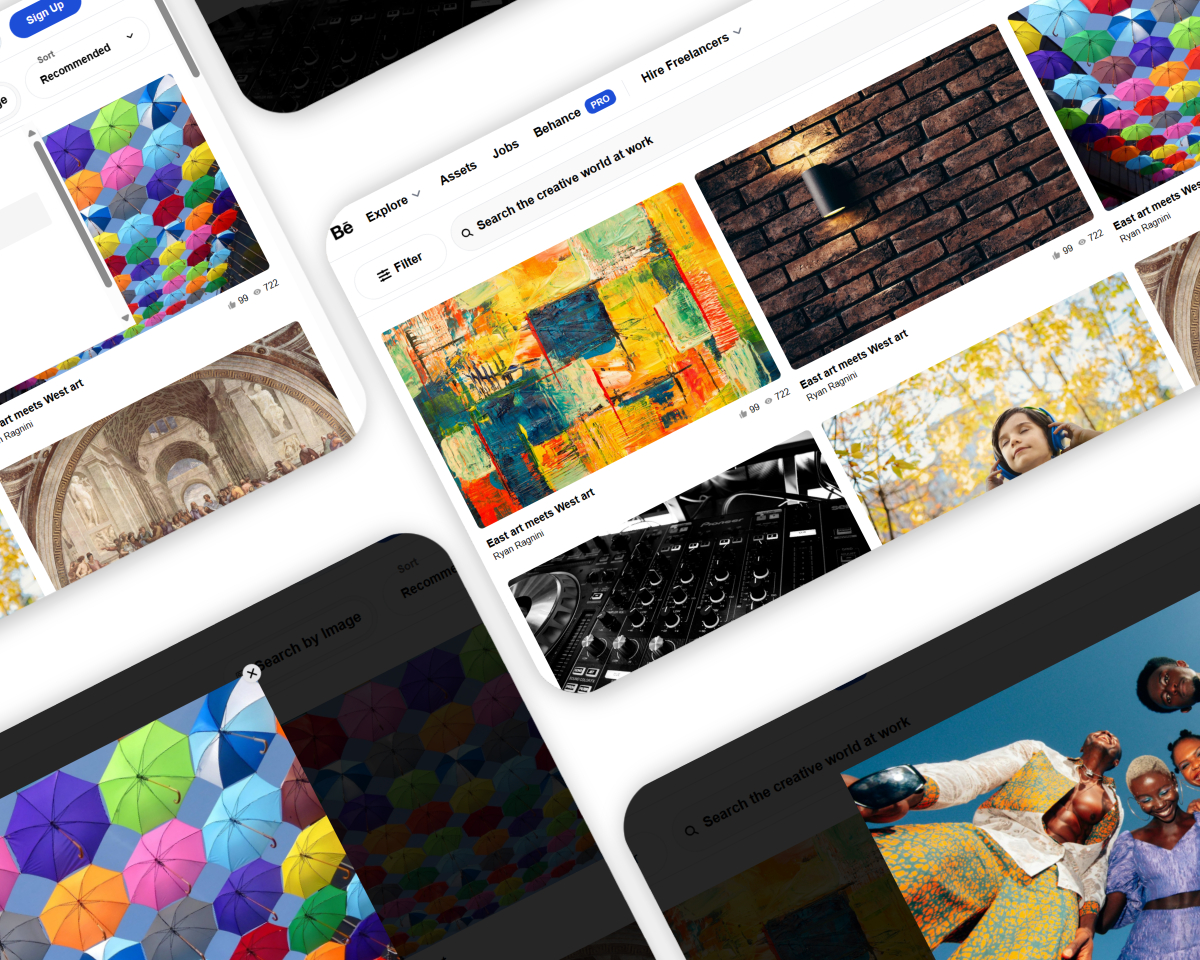 Sign Up
Sort
Recommended
99 722
East art meets West art
Ryan Ragnini
Bē
Explore
Assets
Jobs
Behance PRO
Hire Freelancers
Filter
Search the creative world at work
99 722
East art meets West art
Ryan Ragnini
99 722
East art meets West art
Ryan Ragnini
art meets West art
Ragnini
Pioneer
Sort
Search by Image
Search the creative world at work